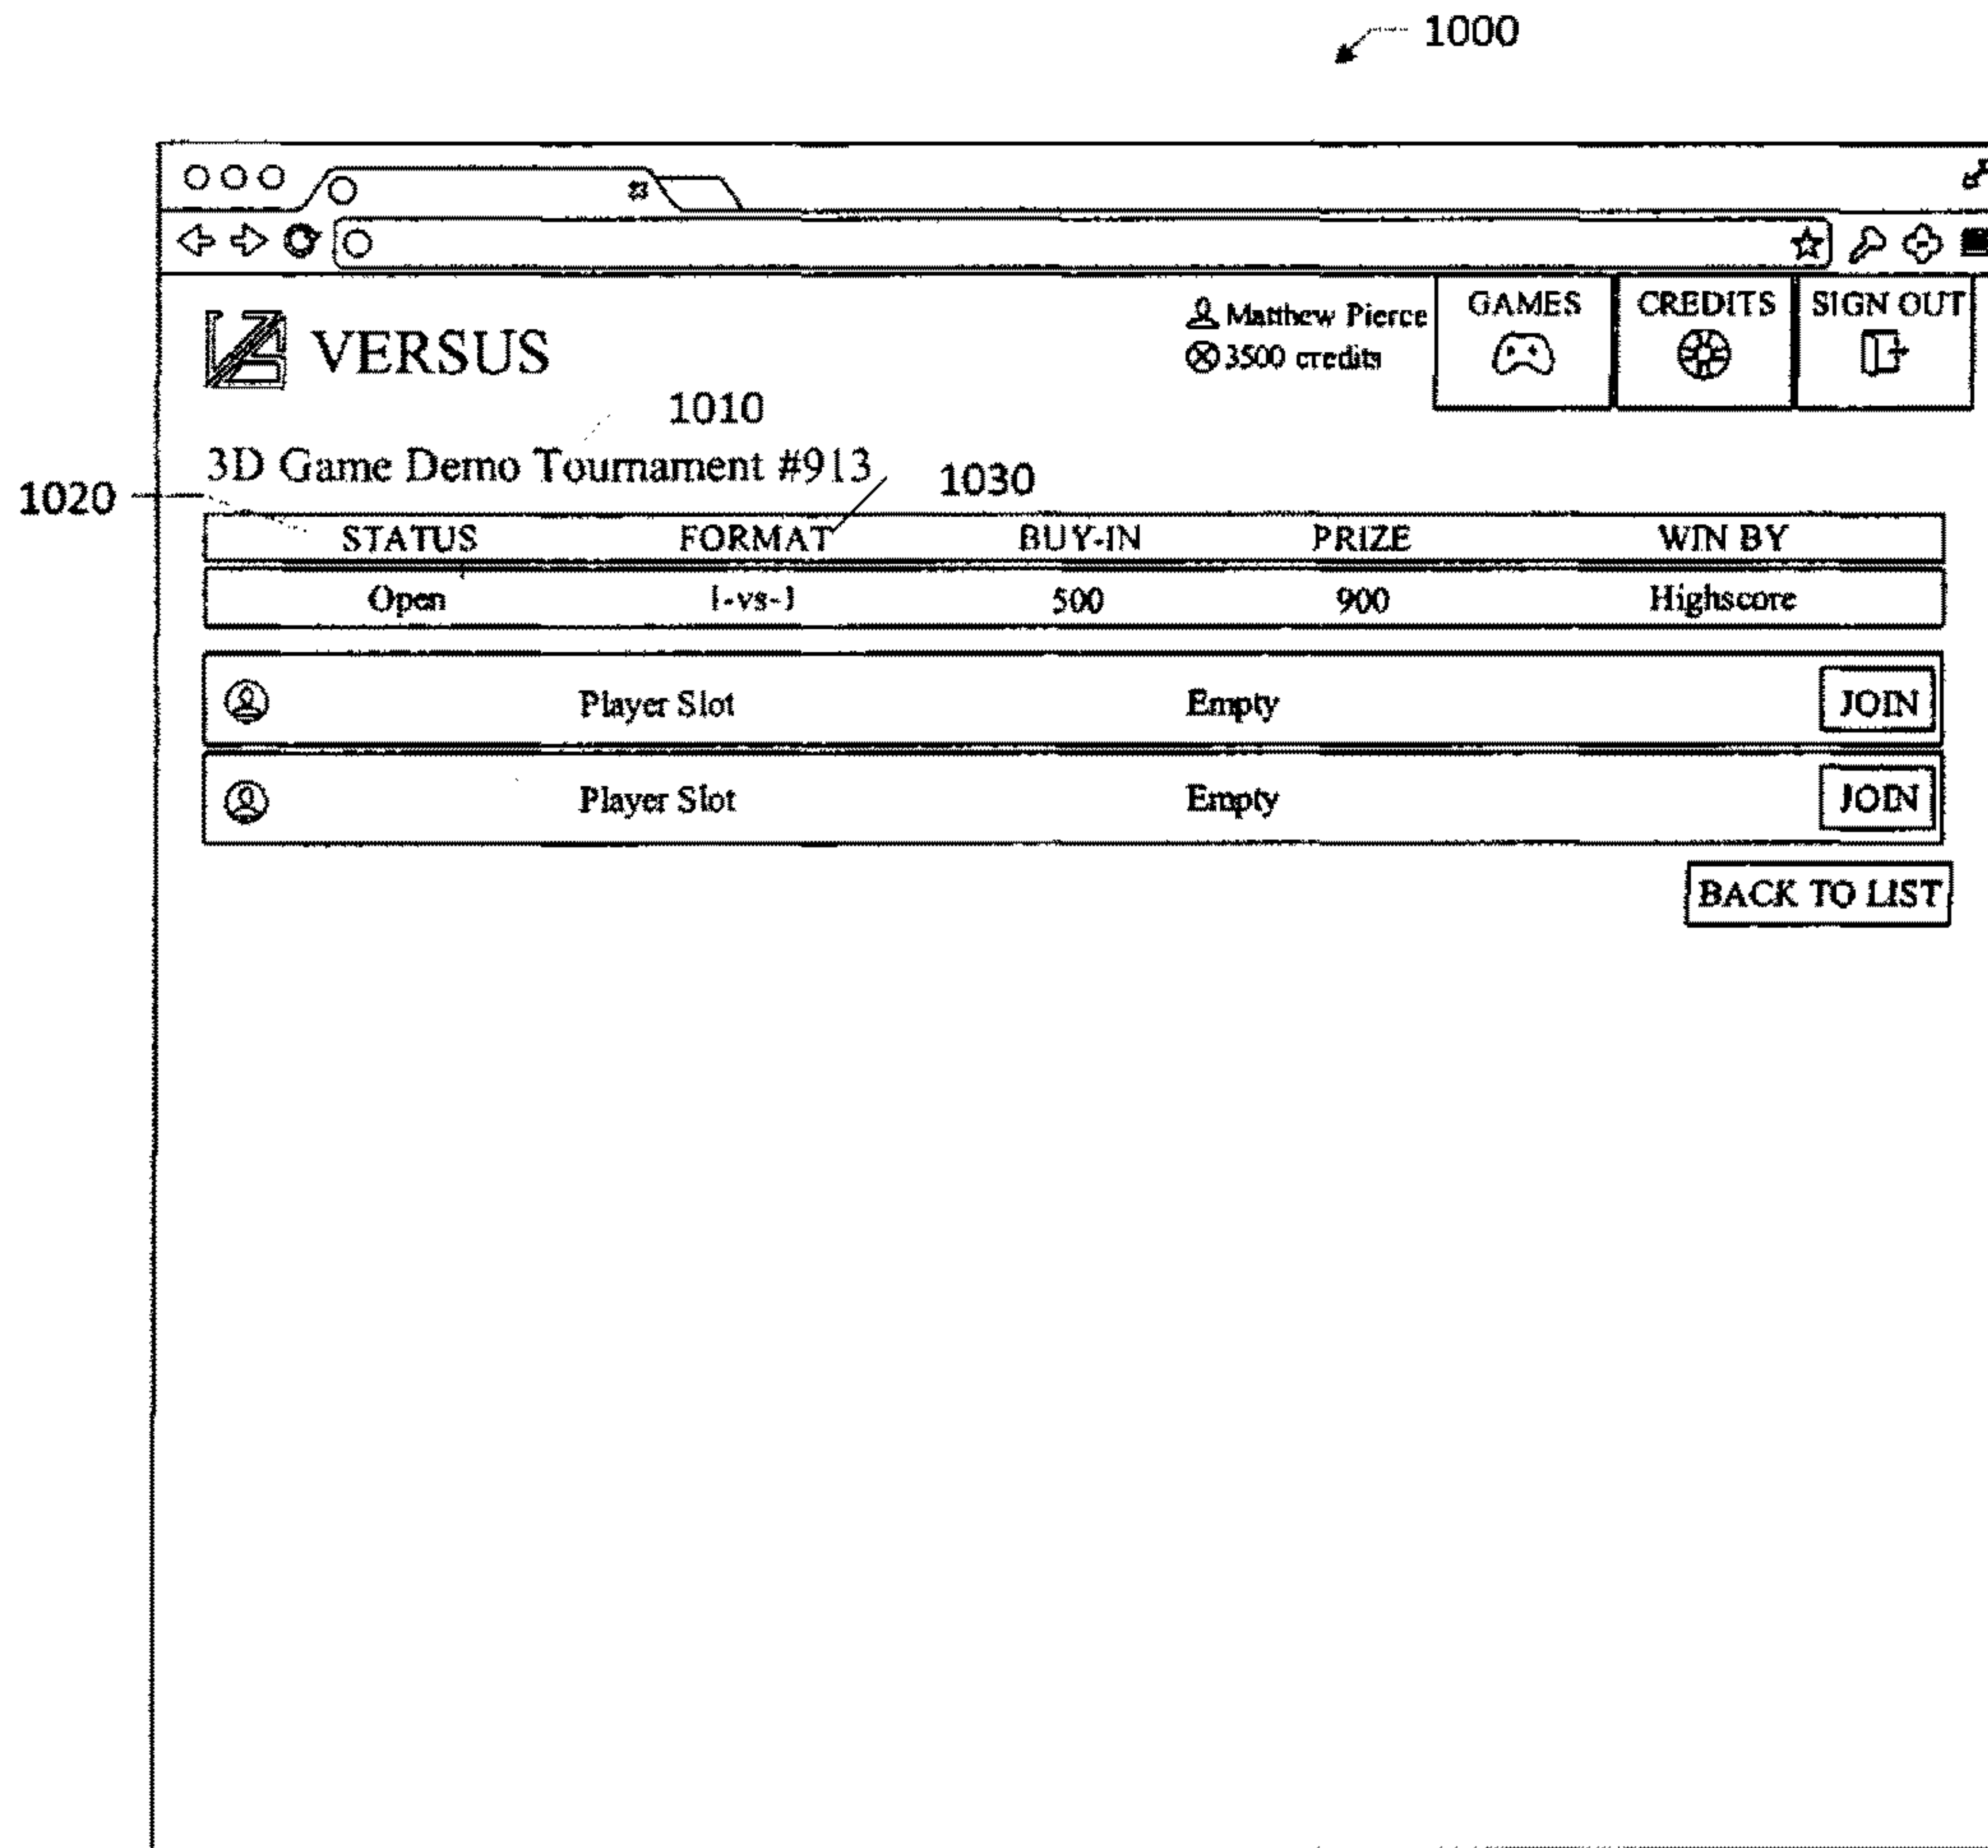 1000
VERSUS
Matthew Pierce
3500 credits
GAMES
CREDITS
SIGN OUT
1010
3D Game Demo Tournament #913
1020
1030
STATUS FORMAT BUY-IN PRIZE WIN BY
Open 1-vs-1 500 900 Highscore
Player Slot Empty JOIN
Player Slot Empty JOIN
BACK TO LIST